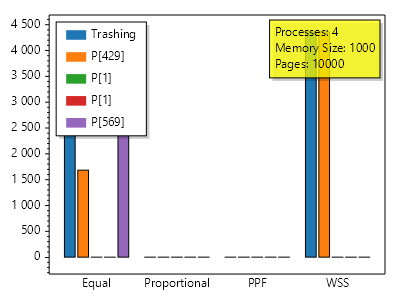 4 500
4 000
3 500
3 000
2 500
2 000
1 500
1 000
500
0
Trashing
P[429]
P[1]
P[1]
P[569]
Processes: 4
Memory Size: 1000
Pages: 10000
Equal
Proportional
PPF
WSS